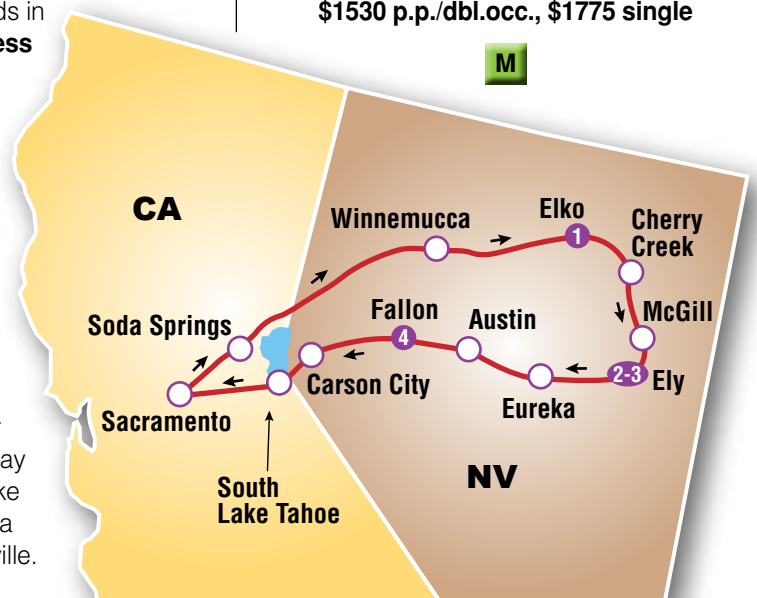 ds in
ess
$1530 p.p./dbl.occ., $1775 single
M
CA
Winnemucca
Elko
1
Cherry
Creek
McGill
Soda Springs
Fallon
4
Austin
2-3
Ely
Carson City
Eureka
Sacramento
South
Lake Tahoe
NV
ay
ke
a
ville.